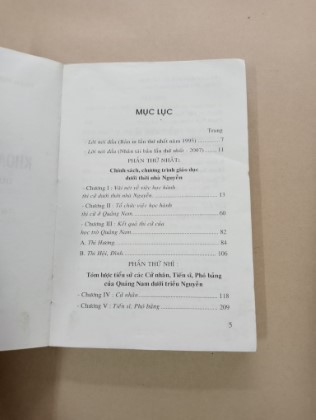 MỤC LỤC
Trang
- Lời nói đầu (Bản in lần thứ nhất năm 1995) 7
- Lời nói đầu (Nhân tái bản lần thứ nhất 2007) 11
PHẦN THỨ NHẤT:
Chính sách, chương trình giáo dục
dưới thời nhà Nguyễn
- Chương I : Vài nét về việc học hành
thi cử dưới thời nhà Nguyễn 15
- Chương II : Tổ chức việc học hành
thi cử ở Quảng Nam 60
- Chương III : Kết quả thi cử của
học trò Quảng Nam 82
A. Thi Hương 84
B. Thi Hội, Đình 106
PHẦN THỨ NHÌ :
Tóm lược tiểu sử các Cử nhân, Tiến sĩ, Phó bảng
của Quảng Nam dưới triều Nguyễn
- Chương IV : Cử nhân 118
- Chương V : Tiến sĩ, Phó bảng 209
5